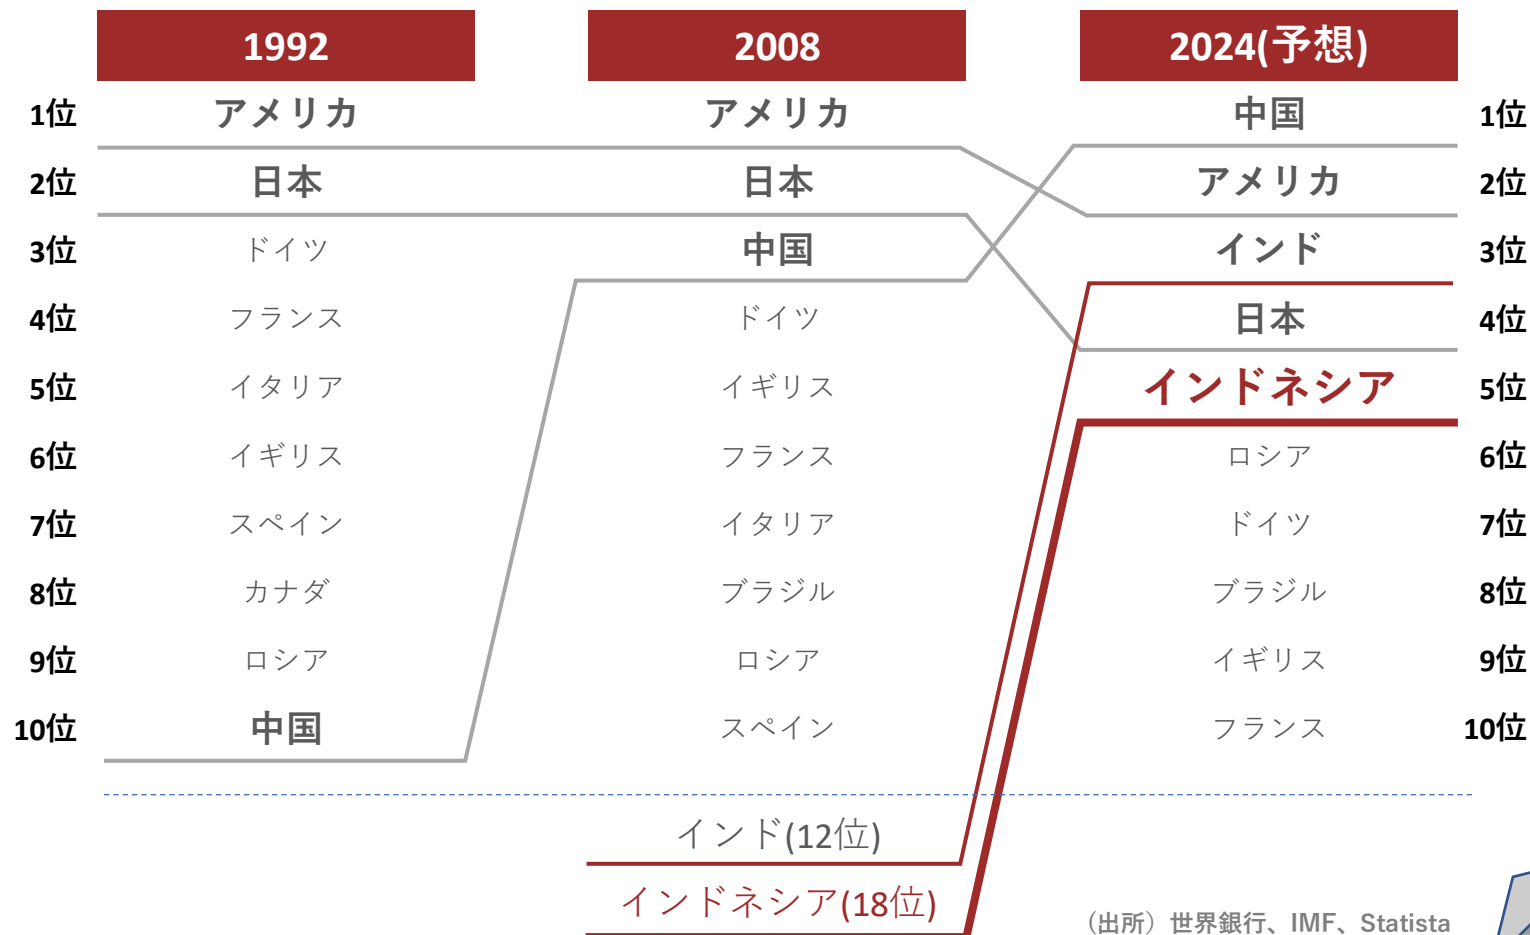 1992 2008 2024(予想)
1位 アメリカ アメリカ 中国 1位
2位 日本 日本 アメリカ 2位
3位 ドイツ 中国 インド 3位
4位 フランス ドイツ 日本 4位
5位 イタリア イギリス インドネシア 5位
6位 イギリス フランス ロシア 6位
7位 スペイン イタリア ドイツ 7位
8位 カナダ ブラジル ブラジル 8位
9位 ロシア ロシア イギリス 9位
10位 中国 スペイン フランス 10位
インド(12位)
インドネシア(18位)
（出所）世界銀行、IMF、Statista